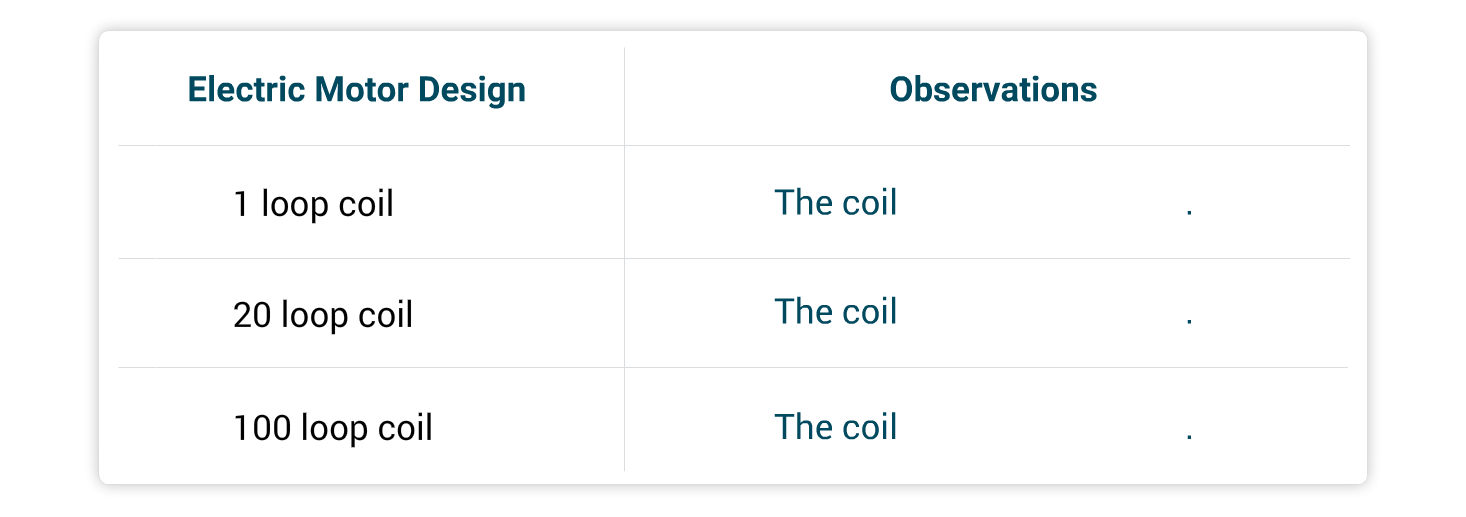 Electric Motor Design Observations
1 loop coil The coil .
20 loop coil The coil .
100 loop coil The coil .